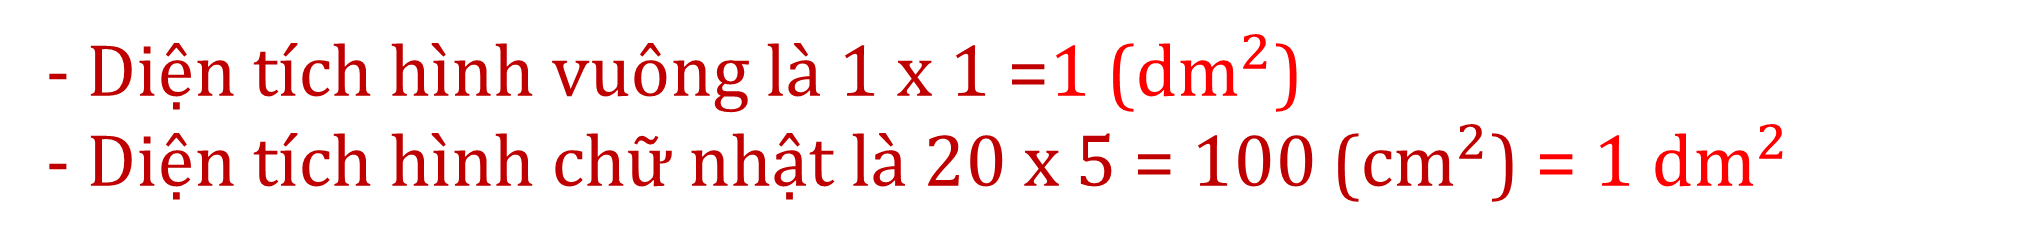 - Diện tích hình vuông là 1 x 1 =1 (dm²)
- Diện tích hình chữ nhật là 20 x 5 = 100 (cm²) = 1 dm²